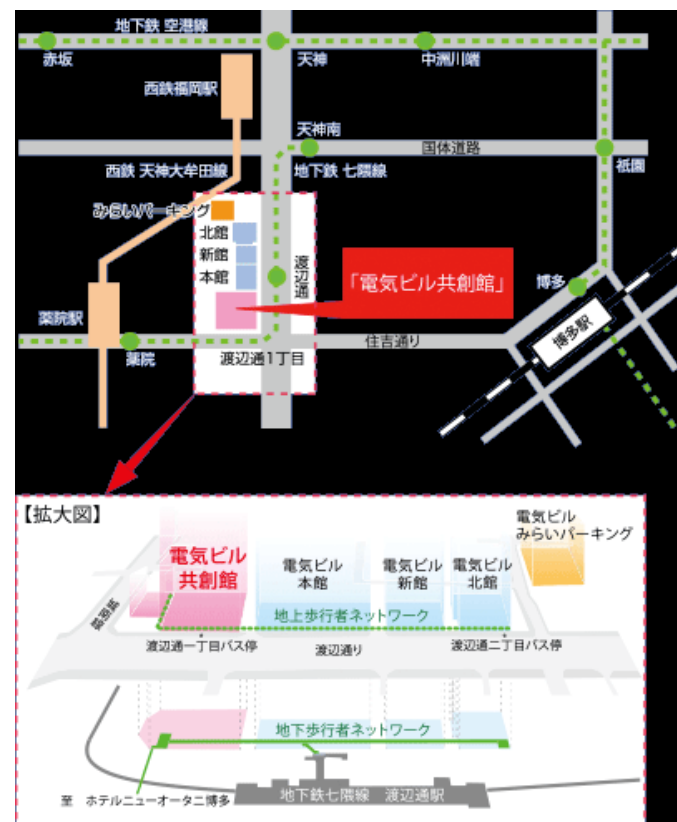 地下鉄 空港線
赤坂
天神
中洲川端
西鉄福岡駅
天神南
国体道路
西鉄 天神大牟田線
地下鉄 七隈線
祇園
みらいパーキング
北館
新館
本館
渡辺通
「電気ビル共創館」
博多
博多駅
薬院駅
薬院
渡辺通1丁目
住吉通り
【拡大図】
電気ビル
みらいパーキング
電気ビル
共創館
電気ビル
本館
電気ビル
新館
電気ビル
北館
地上歩行者ネットワーク
渡辺通一丁目バス停
渡辺通り
渡辺通二丁目バス停
地下歩行者ネットワーク
至 ホテルニューオータニ博多
地下鉄七隈線 渡辺通駅